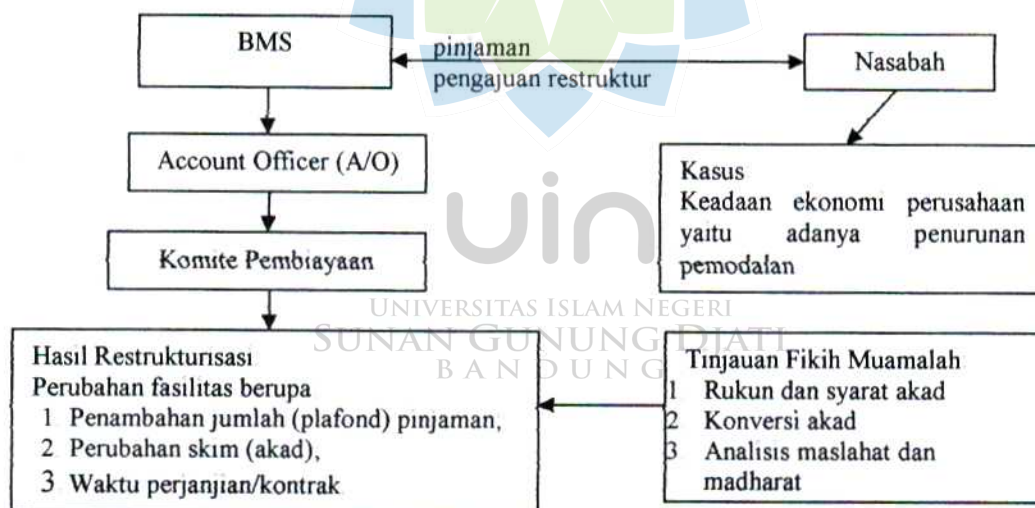 BMS
pinjaman
pengajuan restruktur
Nasabah
Account Officer (A/O)
Komite Pembiayaan
Kasus
Keadaan ekonomi perusahaan
yaitu adanya penurunan
pemodalan
uin
UNIVERSITAS ISLAM NEGERI
SUNAN GUNUNG DJATI
BANDUNG
Hasil Restrukturisasi
Perubahan fasilitas berupa
1 Penambahan jumlah (plafond) pinjaman,
2 Perubahan skim (akad),
3 Waktu perjanjian/kontrak
Tinjauan Fikih Muamalah
1 Rukun dan syarat akad
2 Konversi akad
3 Analisis maslahat dan
madharat